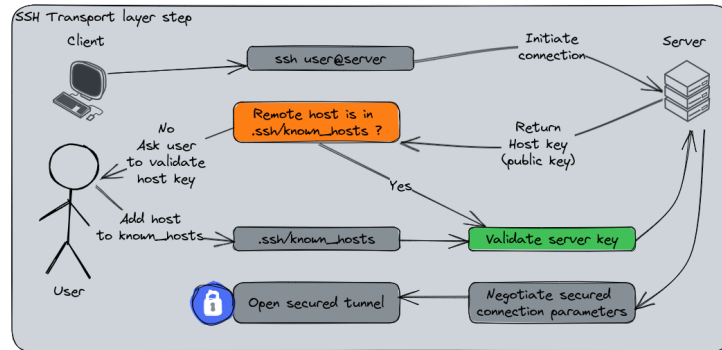 SSH Transport layer step
Client
ssh user@server
Initiate
connection
Server
Remote host is in
.ssh/known_hosts ?
No
Ask user
to validate
host key
Return
Host key
(public key)
Yes
Add host
to known_hosts
.ssh/known_hosts
Validate server key
User
Open secured tunnel
Negotiate secured
connection parameters